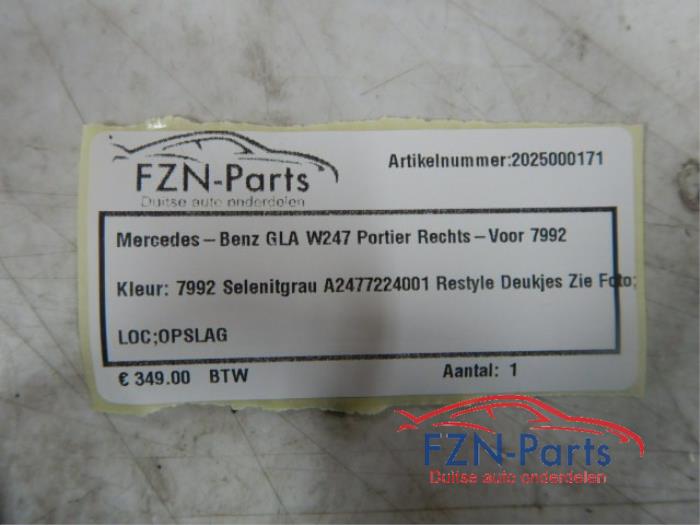 FZN-Parts
Duitse auto onderdelen
Artikelnummer:2025000171
Mercedes-Benz GLA W247 Portier Rechts-Voor 7992
Kleur: 7992 Selenitgrau A2477224001 Restyle Deukjes Zie Foto;
LOC;OPSLAG
€ 349.00 BTW
Aantal: 1
FZN-Parts
Duitse auto onderdelen